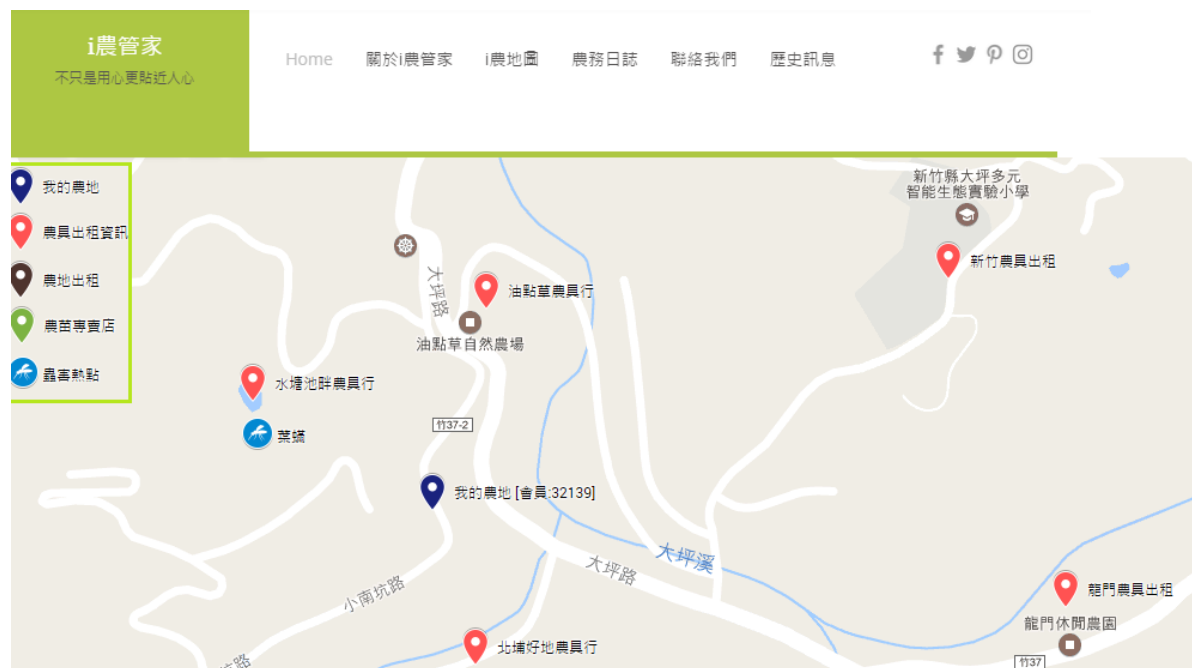 i農管家
不只是用心更貼近人心
Home 關於i農管家 i農地圖 農務日誌 聯絡我們 歷史訊息
我的農地
農具出租資訊
農地出租
農苗專賣店
蟲害熱點
新竹縣大坪多元
智能生態實驗小學
新竹農具出租
大坪路
油點草農具行
油點草自然農場
水塘池畔農具行
竹37-2
葉蟎
我的農地 [會員:32139]
大坪溪
大坪路
小南坑路
龍門農具出租
龍門休閒農園
北埔好地農具行
竹37
路